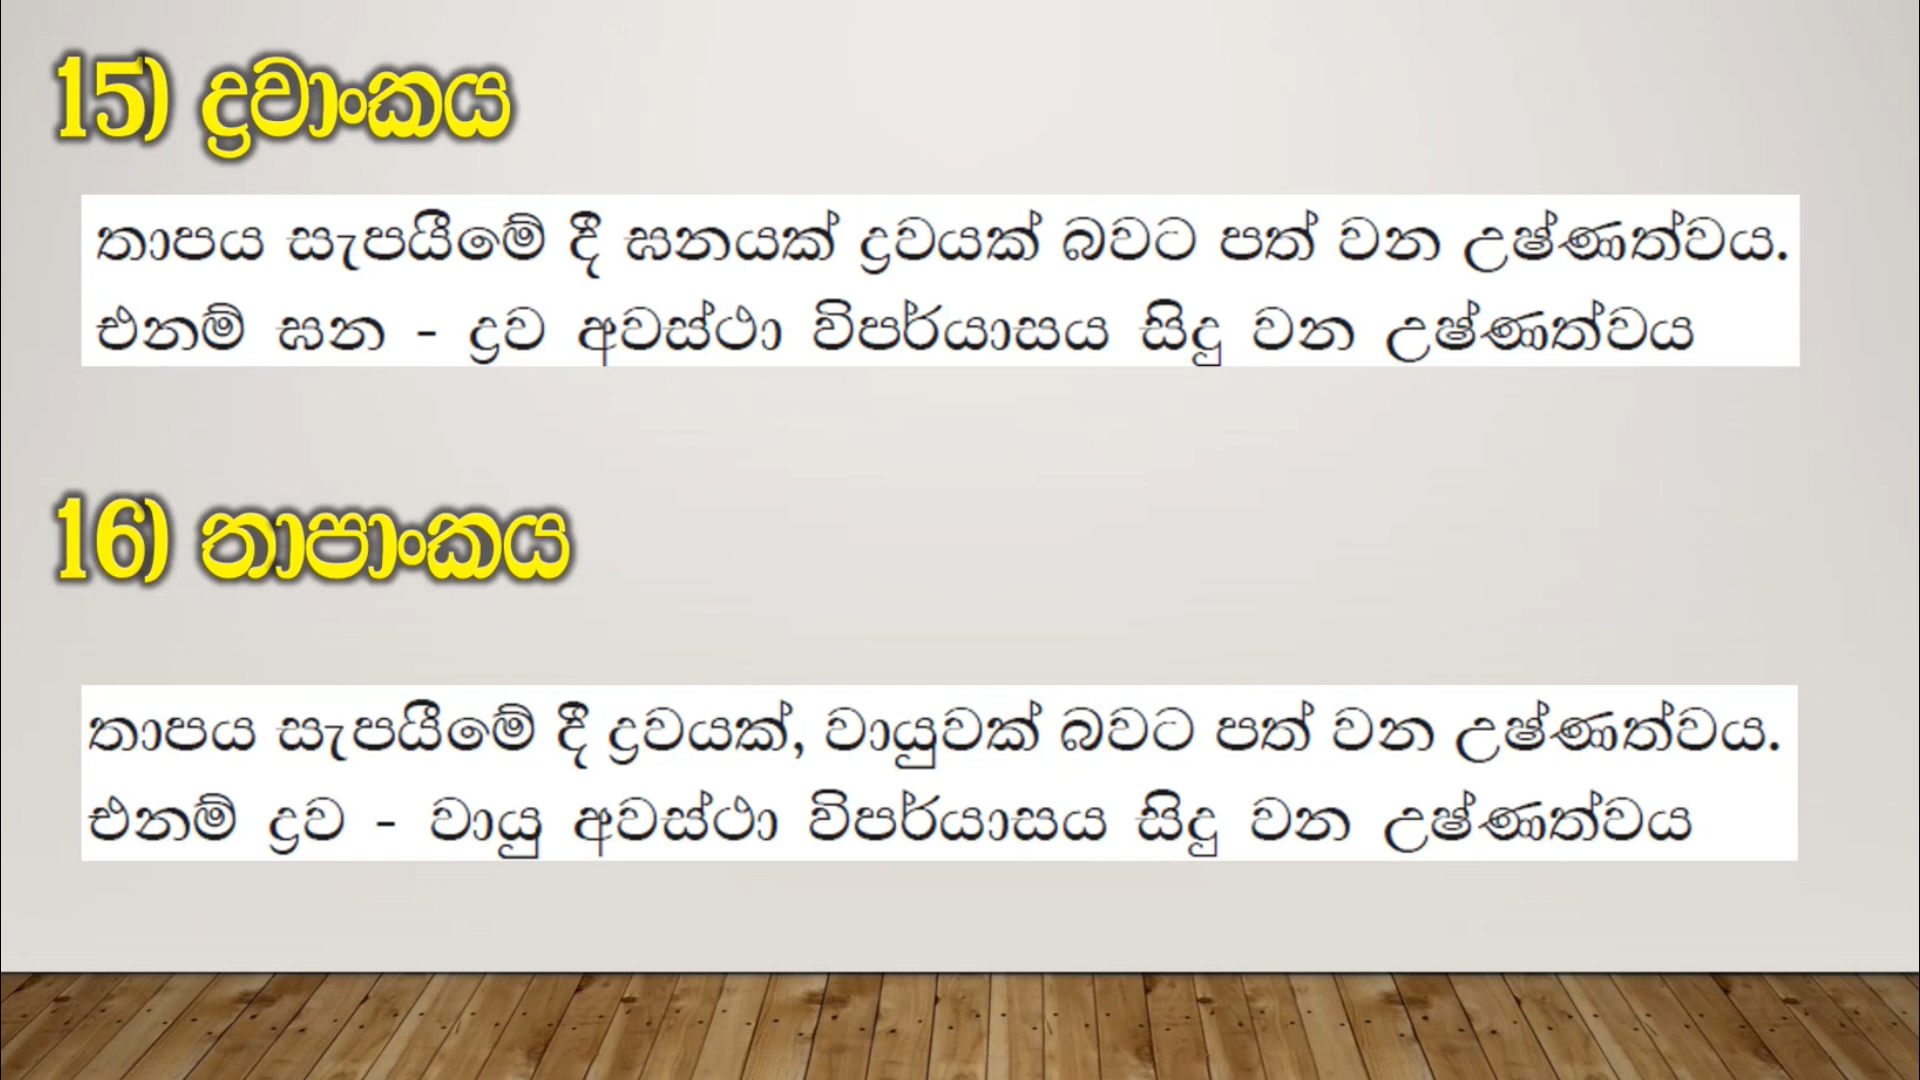 15) ද්‍රවාංකය
තාපය සැපයීමේ දී ඝනයක් ද්‍රවයක් බවට පත් වන උෂ්ණත්වය.
එනම් ඝන - ද්‍රව අවස්ථා විපර්යාසය සිදු වන උෂ්ණත්වය
16) තාපාංකය
තාපය සැපයීමේ දී ද්‍රවයක්, වායුවක් බවට පත් වන උෂ්ණත්වය.
එනම් ද්‍රව - වායු අවස්ථා විපර්යාසය සිදු වන උෂ්ණත්වය